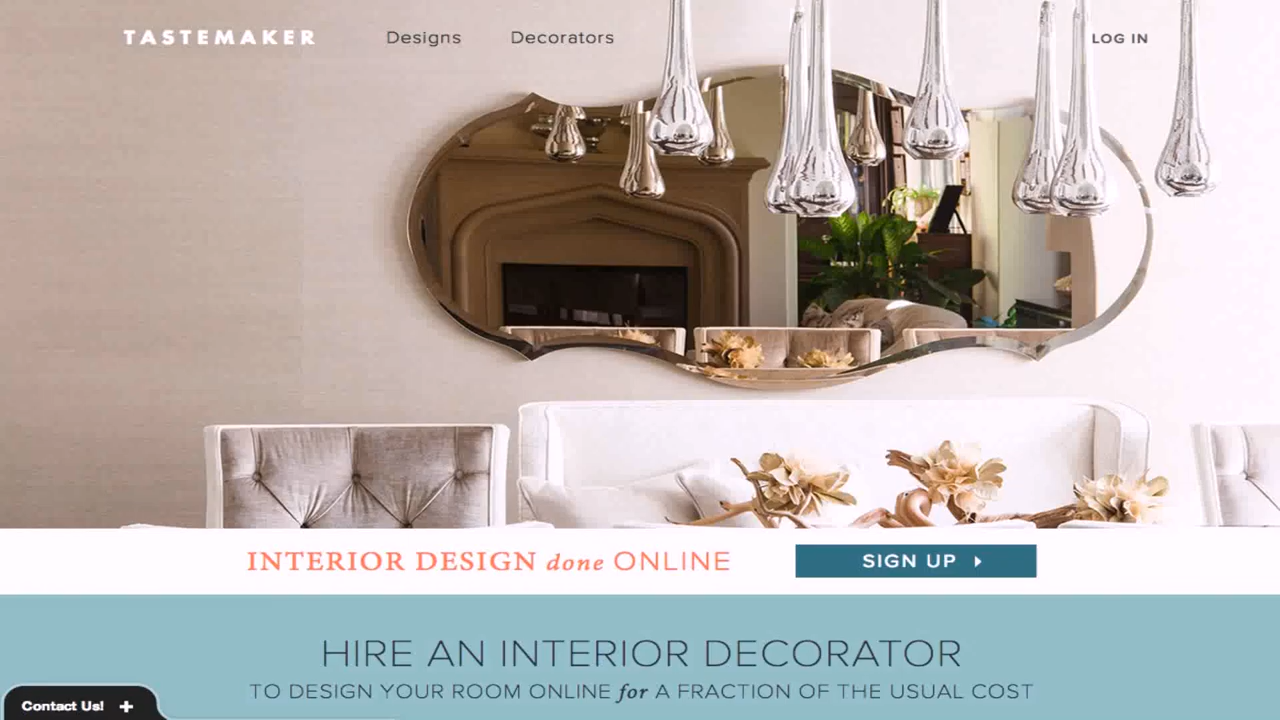 TASTEMAKER Designs Decorators LOG IN
INTERIOR DESIGN done ONLINE SIGN UP
HIRE AN INTERIOR DECORATOR
TO DESIGN YOUR ROOM ONLINE for A FRACTION OF THE USUAL COST
Contact Us! +